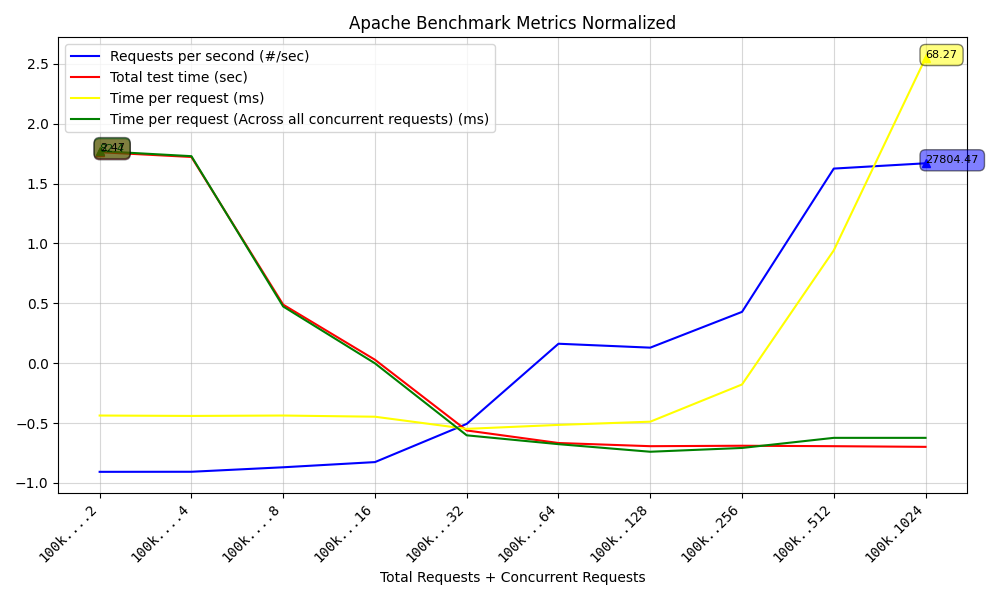 Apache Benchmark Metrics Normalized
Requests per second (#/sec)
Total test time (sec)
Time per request (ms)
Time per request (Across all concurrent requests) (ms)
68.27
27804.47
2.47
2.5
2.0
1.5
1.0
0.5
0.0
−0.5
−1.0
100k....2
100k....4
100k....8
100k...16
100k...32
100k...64
100k..128
100k..256
100k..512
100k.1024
Total Requests + Concurrent Requests